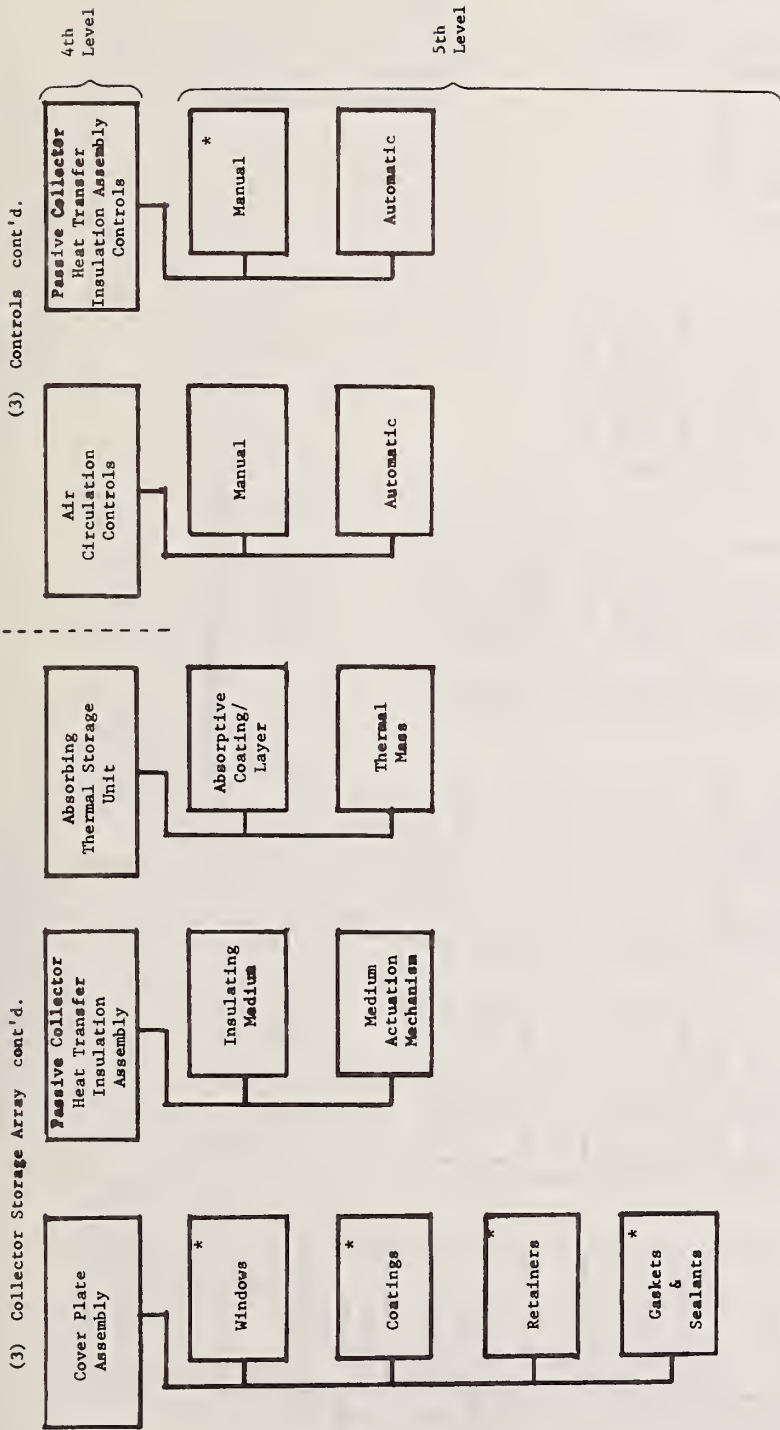 (3) Collector Storage Array cont'd.
(3) Controls cont'd.
Cover Plate
Assembly
Passive Collector
Heat Transfer
Insulation
Assembly
Absorbing
Thermal Storage
Unit
Air
Circulation
Controls
Passive Collector
Heat Transfer
Insulation Assembly
Controls
4th
Level
*
Windows
*
Coatings
*
Retainers
*
Gaskets
&
Sealants
Insulating
Medium
Medium
Actuation
Mechanism
Absorptive
Coating/
Layer
Thermal
Mass
Manual
Automatic
*
Manual
Automatic
5th
Level